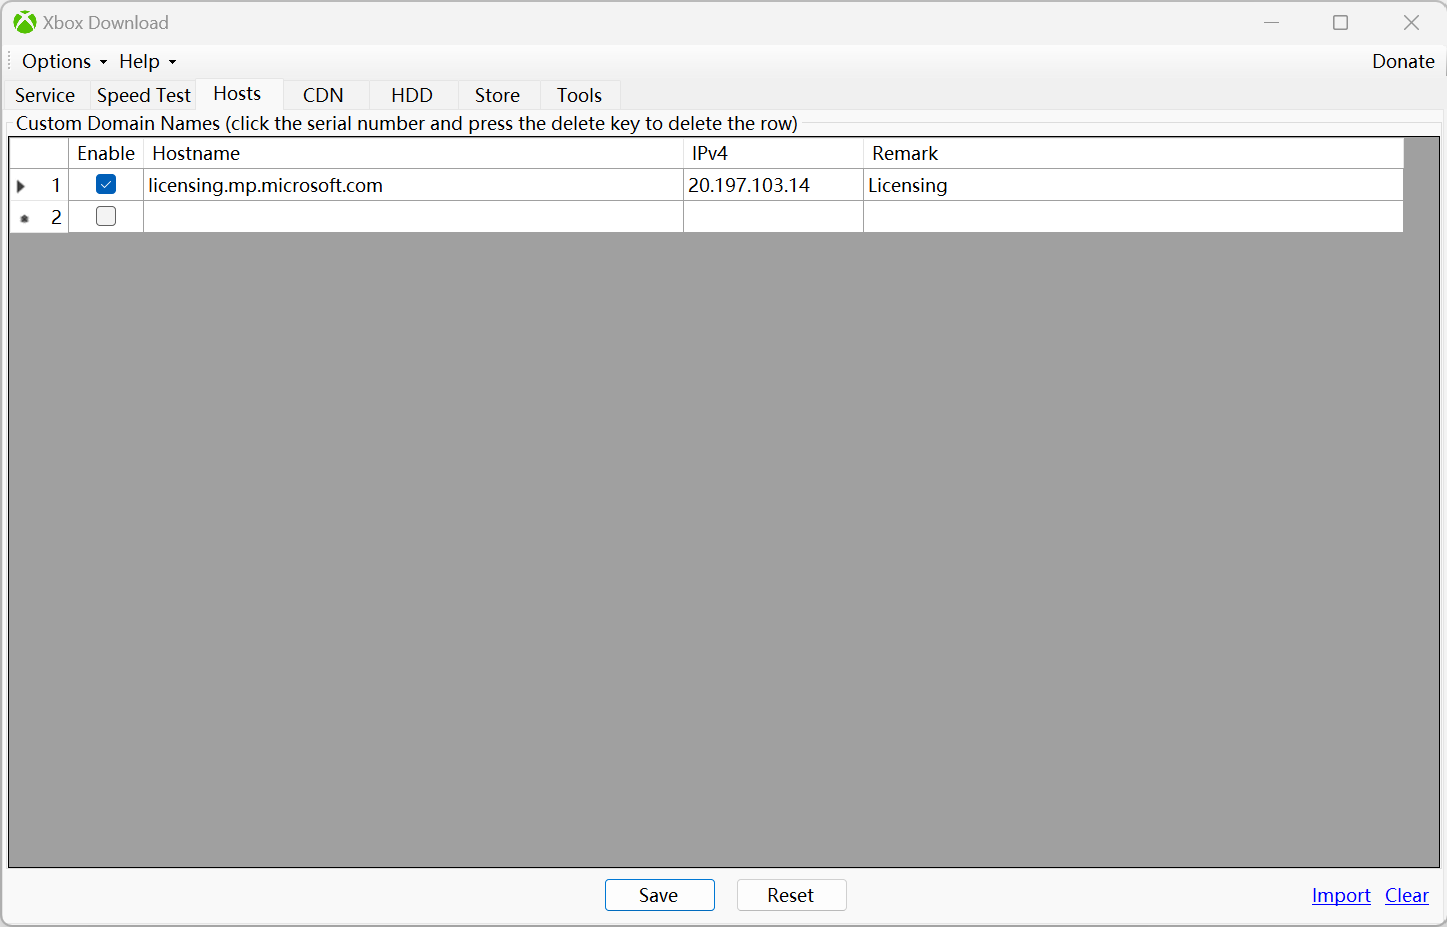 Xbox Download
Options Help Donate
Service Speed Test Hosts CDN HDD Store Tools
Custom Domain Names (click the serial number and press the delete key to delete the row)
Enable Hostname IPv4 Remark
1 licensing.mp.microsoft.com 20.197.103.14 Licensing
2
Save Reset Import Clear